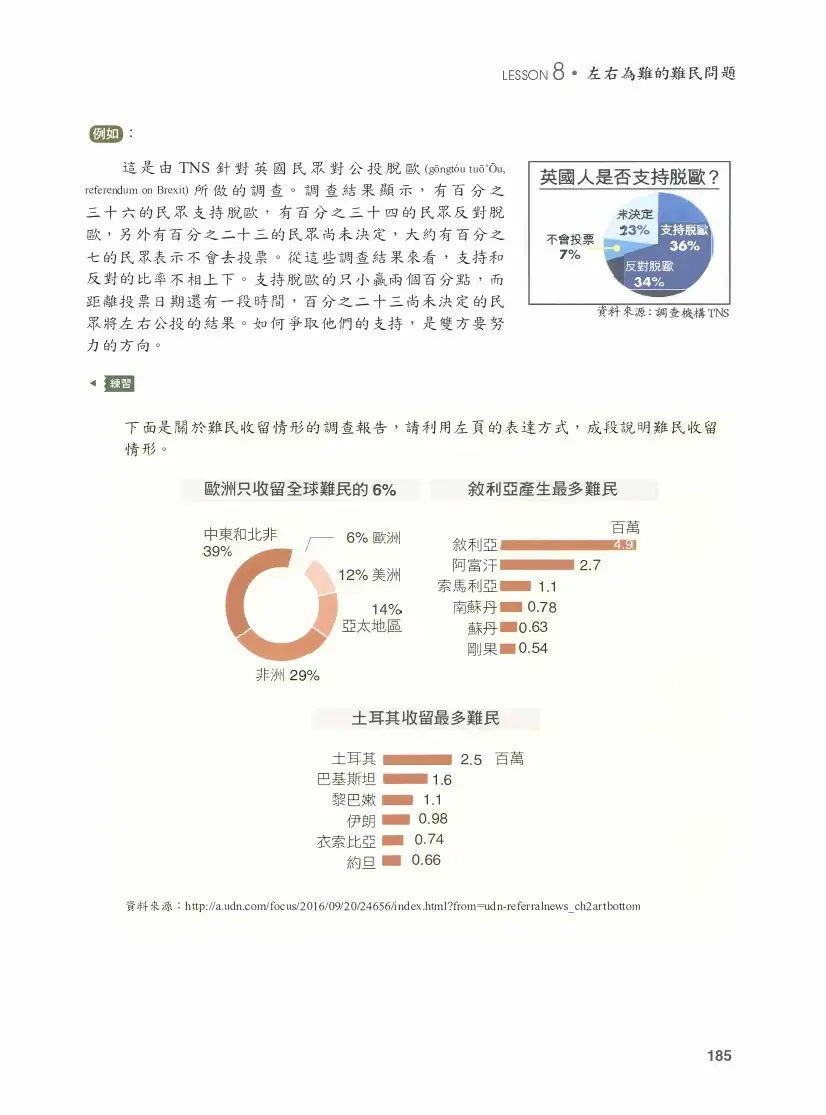 LESSON 8 • 左右為難的難民問題
例如：
這是由 TNS 針對英國民眾對公投脫歐 (gōngtóu tuō'Ōu,
referendum on Brexit) 所做的調查。調查結果顯示，有百分之
三十六的民眾支持脫歐，有百分之三十四的民眾反對脫
歐，另外有百分之二十三的民眾尚未決定，大約有百分之
七的民眾表示不會去投票。從這些調查結果來看，支持和
反對的比率不相上下。支持脫歐的只小贏兩個百分點，而
距離投票日期還有一段時間，百分之二十三尚未決定的民
眾將左右公投的結果。如何爭取他們的支持，是雙方要努
力的方向。
英國人是否支持脫歐？
未決定
23%
支持脫歐
36%
不會投票
7%
反對脫歐
34%
資料來源：調查機構 TNS
練習
下面是關於難民收留情形的調查報告，請利用左頁的表達方式，成段說明難民收留
情形。
歐洲只收留全球難民的 6%
中東和北非
39%
6% 歐洲
12% 美洲
14%
亞太地區
非洲 29%
敘利亞產生最多難民
百萬
敘利亞 4.9
阿富汗 2.7
索馬利亞 1.1
南蘇丹 0.78
蘇丹 0.63
剛果 0.54
土耳其收留最多難民
土耳其 2.5 百萬
巴基斯坦 1.6
黎巴嫩 1.1
伊朗 0.98
衣索比亞 0.74
約旦 0.66
資料來源：http://a.udn.com/focus/2016/09/20/24656/index.html?from=udn-referralnews_ch2artbottom
185